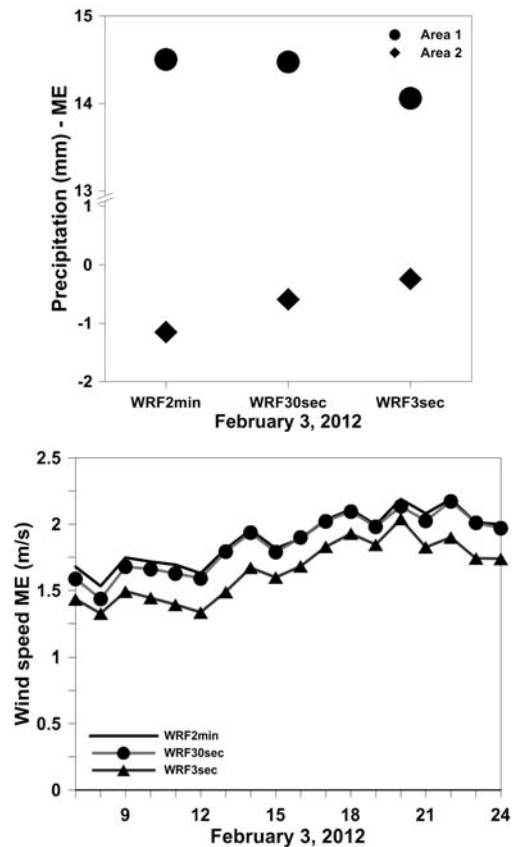 15
Area 1
Area 2
14
Precipitation (mm) - ME
13
1
0
-1
-2
WRF2min WRF30sec WRF3sec
February 3, 2012
2.5
2
Wind speed ME (m/s)
1.5
1
0.5
WRF2min
WRF30sec
WRF3sec
0
9 12 15 18 21 24
February 3, 2012